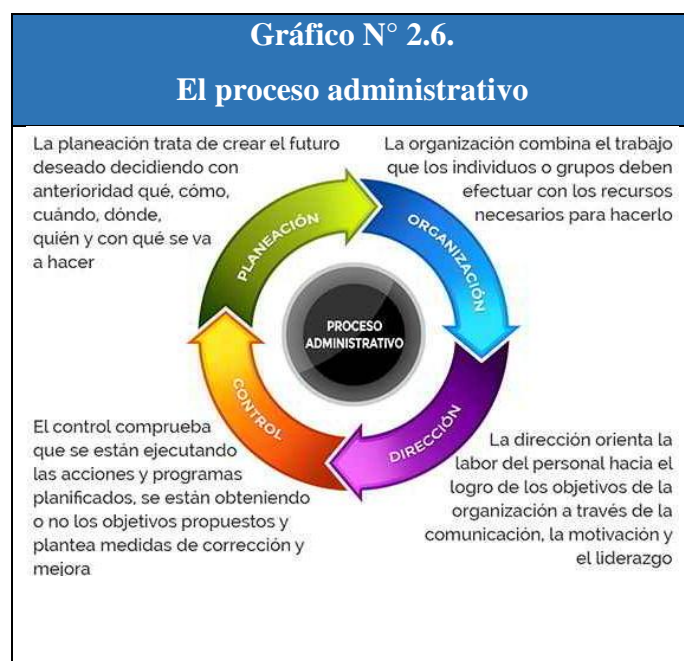 Gráfico N° 2.6.
El proceso administrativo
La planeación trata de crear el futuro
deseado decidiendo con
anterioridad qué, cómo,
cuándo, dónde,
quién y con qué se va
a hacer
La organización combina el trabajo
que los individuos o grupos deben
efectuar con los recursos
necesarios para hacerlo
PLANEACIÓN
ORGANIZACIÓN
PROCESO
ADMINISTRATIVO
CONTROL
DIRECCIÓN
El control comprueba
que se están ejecutando
las acciones y programas
planificados, se están obteniendo
o no los objetivos propuestos y
plantea medidas de corrección y
mejora
La dirección orienta la
labor del personal hacia el
logro de los objetivos de la
organización a través de la
comunicación, la motivación y
el liderazgo